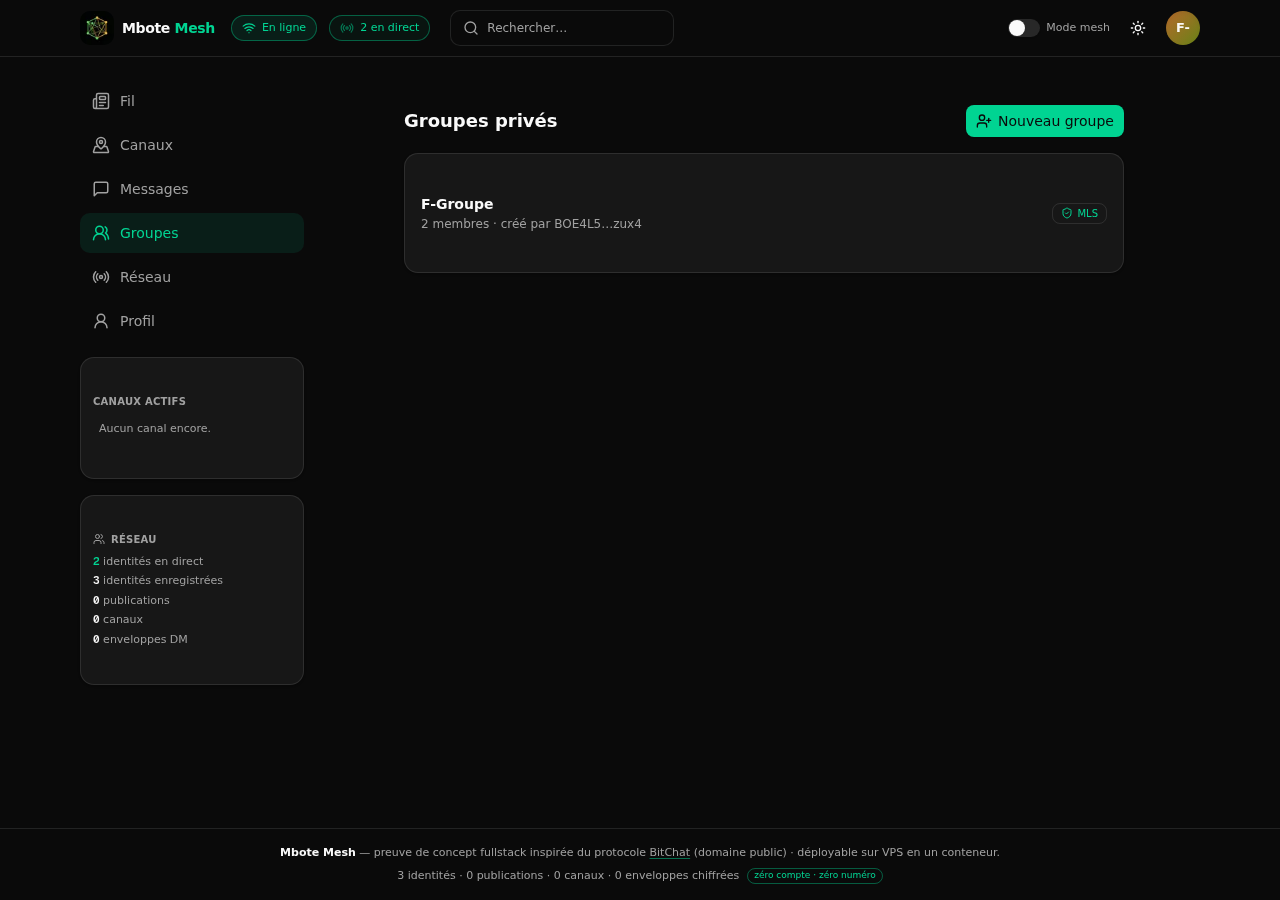 Mbote Mesh
En ligne
2 en direct
Rechercher…
Mode mesh
F-
Fil
Canaux
Messages
Groupes
Réseau
Profil
CANAUX ACTIFS
Aucun canal encore.
RÉSEAU
2 identités en direct
3 identités enregistrées
0 publications
0 canaux
0 enveloppes DM
Groupes privés
Nouveau groupe
F-Groupe
2 membres · créé par BOE4L5…zux4
MLS
Mbote Mesh — preuve de concept fullstack inspirée du protocole BitChat (domaine public) · déployable sur VPS en un conteneur.
3 identités · 0 publications · 0 canaux · 0 enveloppes chiffrées
zéro compte · zéro numéro